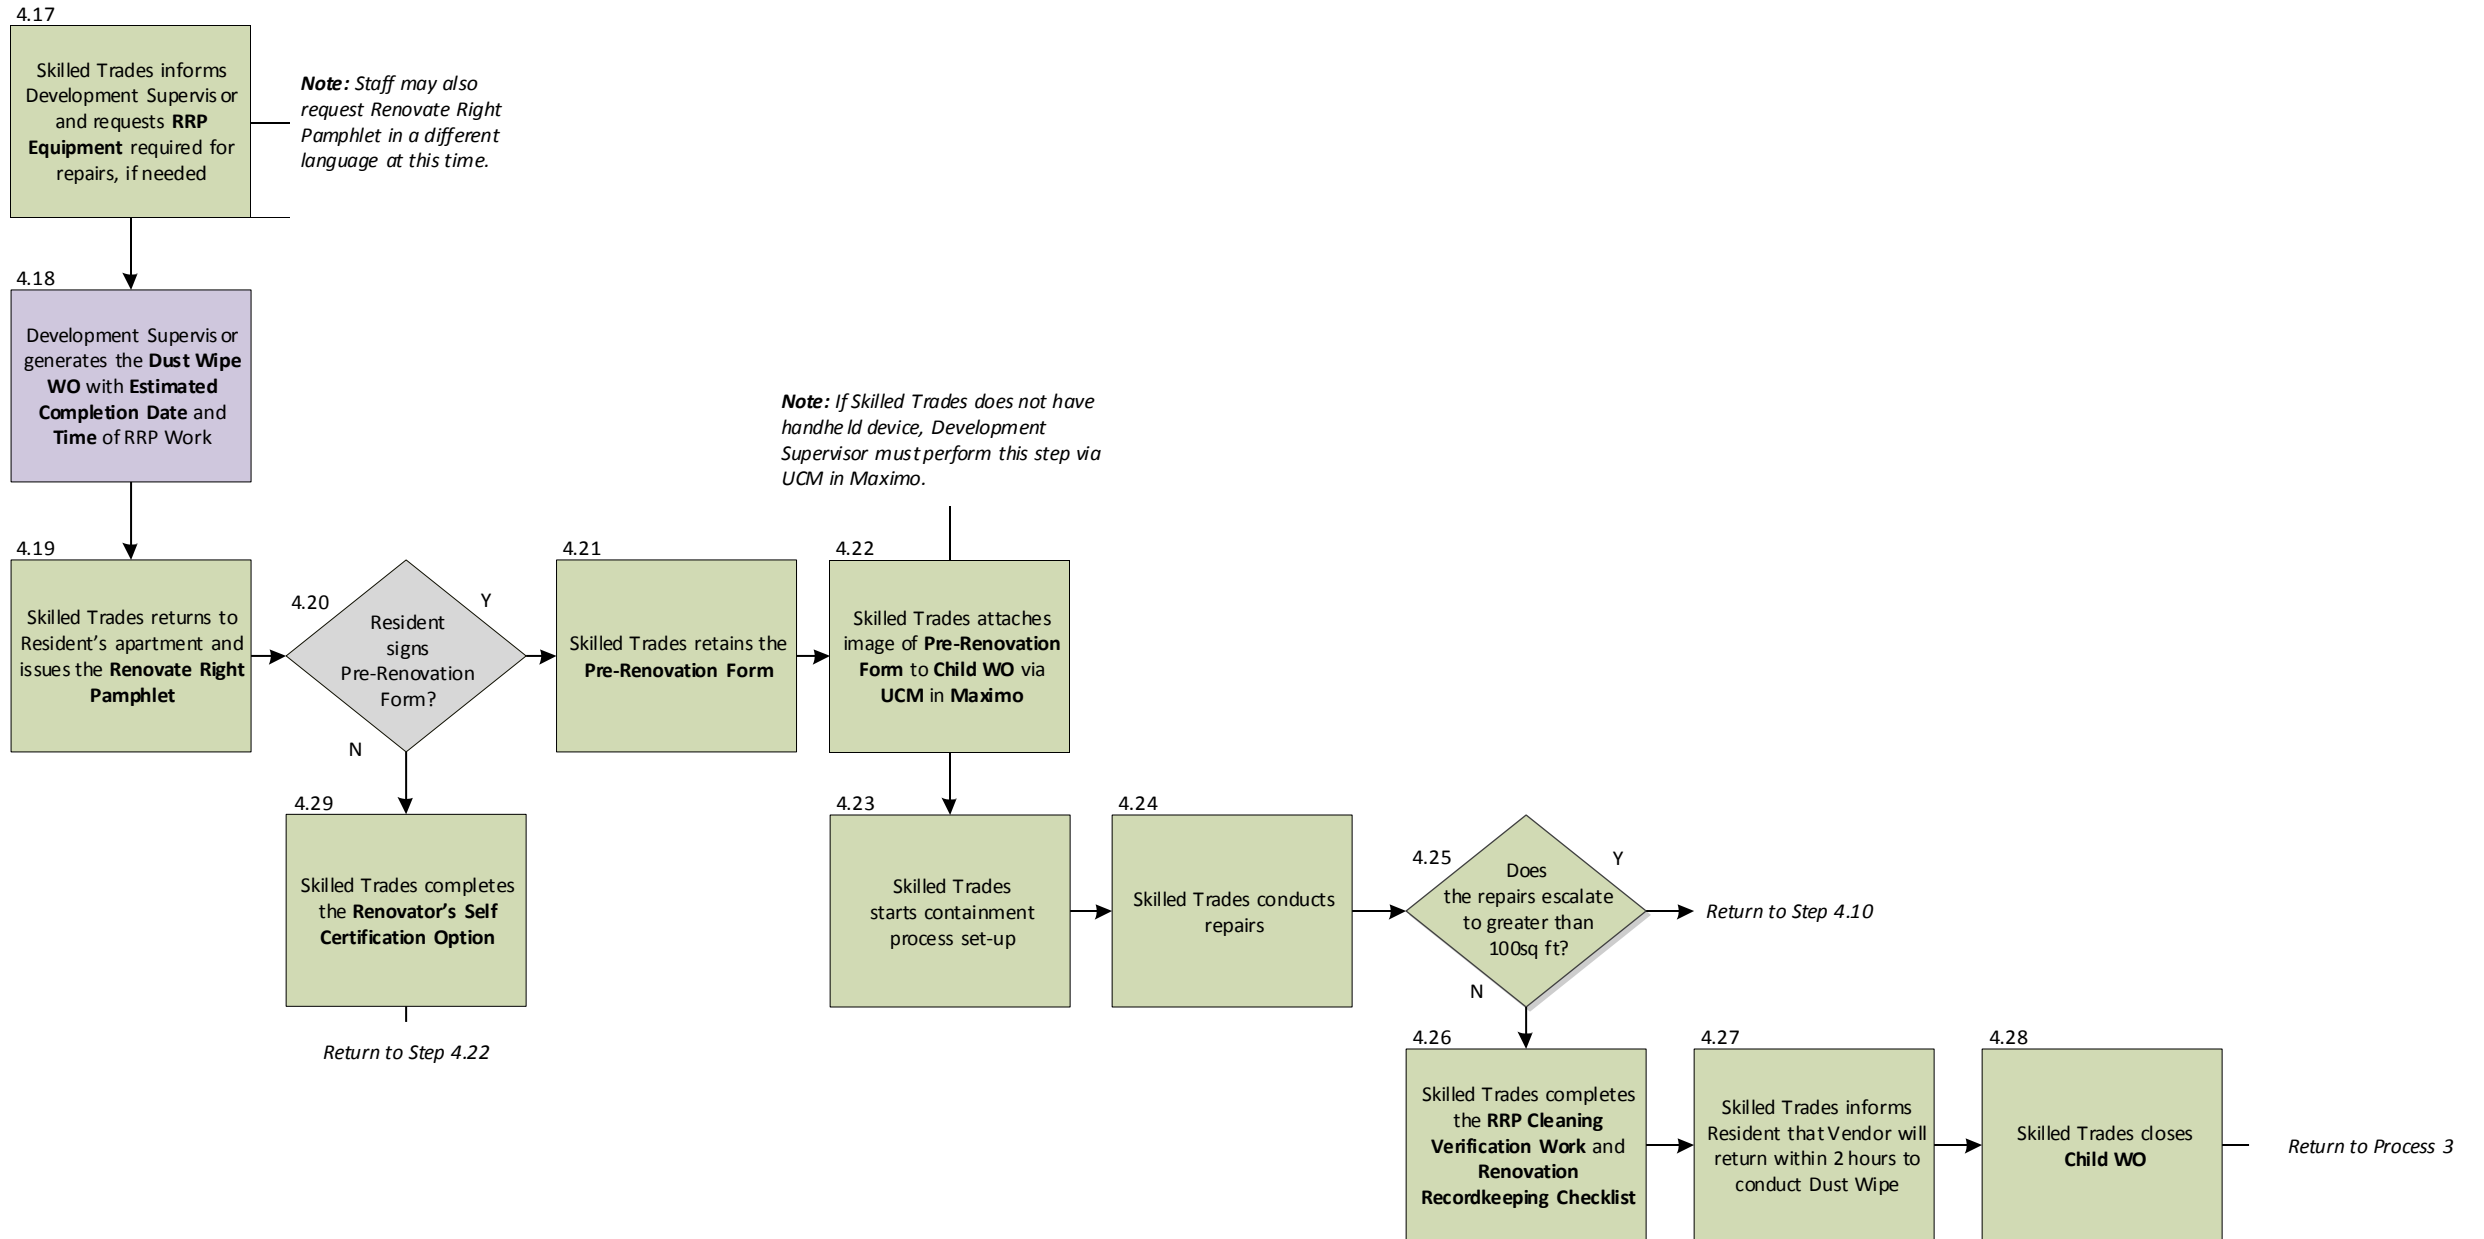 4.17
Skilled Trades informs
Development Supervisor
and requests RRP
Equipment required for
repairs, if needed
Note: Staff may also
request Renovate Right
Pamphlet in a different
language at this time.
4.18
Development Supervisor
generates the Dust Wipe
WO with Estimated
Completion Date and
Time of RRP Work
Note: If Skilled Trades does not have
handheld device, Development
Supervisor must perform this step via
UCM in Maximo.
4.19
Skilled Trades returns to
Resident's apartment and
issues the Renovate Right
Pamphlet
4.20
Resident
signs
Pre-Renovation
Form?
Y
N
4.21
Skilled Trades retains the
Pre-Renovation Form
4.22
Skilled Trades attaches
image of Pre-Renovation
Form to Child WO via
UCM in Maximo
4.29
Skilled Trades completes
the Renovator's Self
Certification Option
Return to Step 4.22
4.23
Skilled Trades
starts containment
process set-up
4.24
Skilled Trades conducts
repairs
4.25
Does
the repairs escalate
to greater than
100sq ft?
Y
Return to Step 4.10
N
4.26
Skilled Trades completes
the RRP Cleaning
Verification Work and
Renovation
Recordkeeping Checklist
4.27
Skilled Trades informs
Resident that Vendor will
return within 2 hours to
conduct Dust Wipe
4.28
Skilled Trades closes
Child WO
Return to Process 3